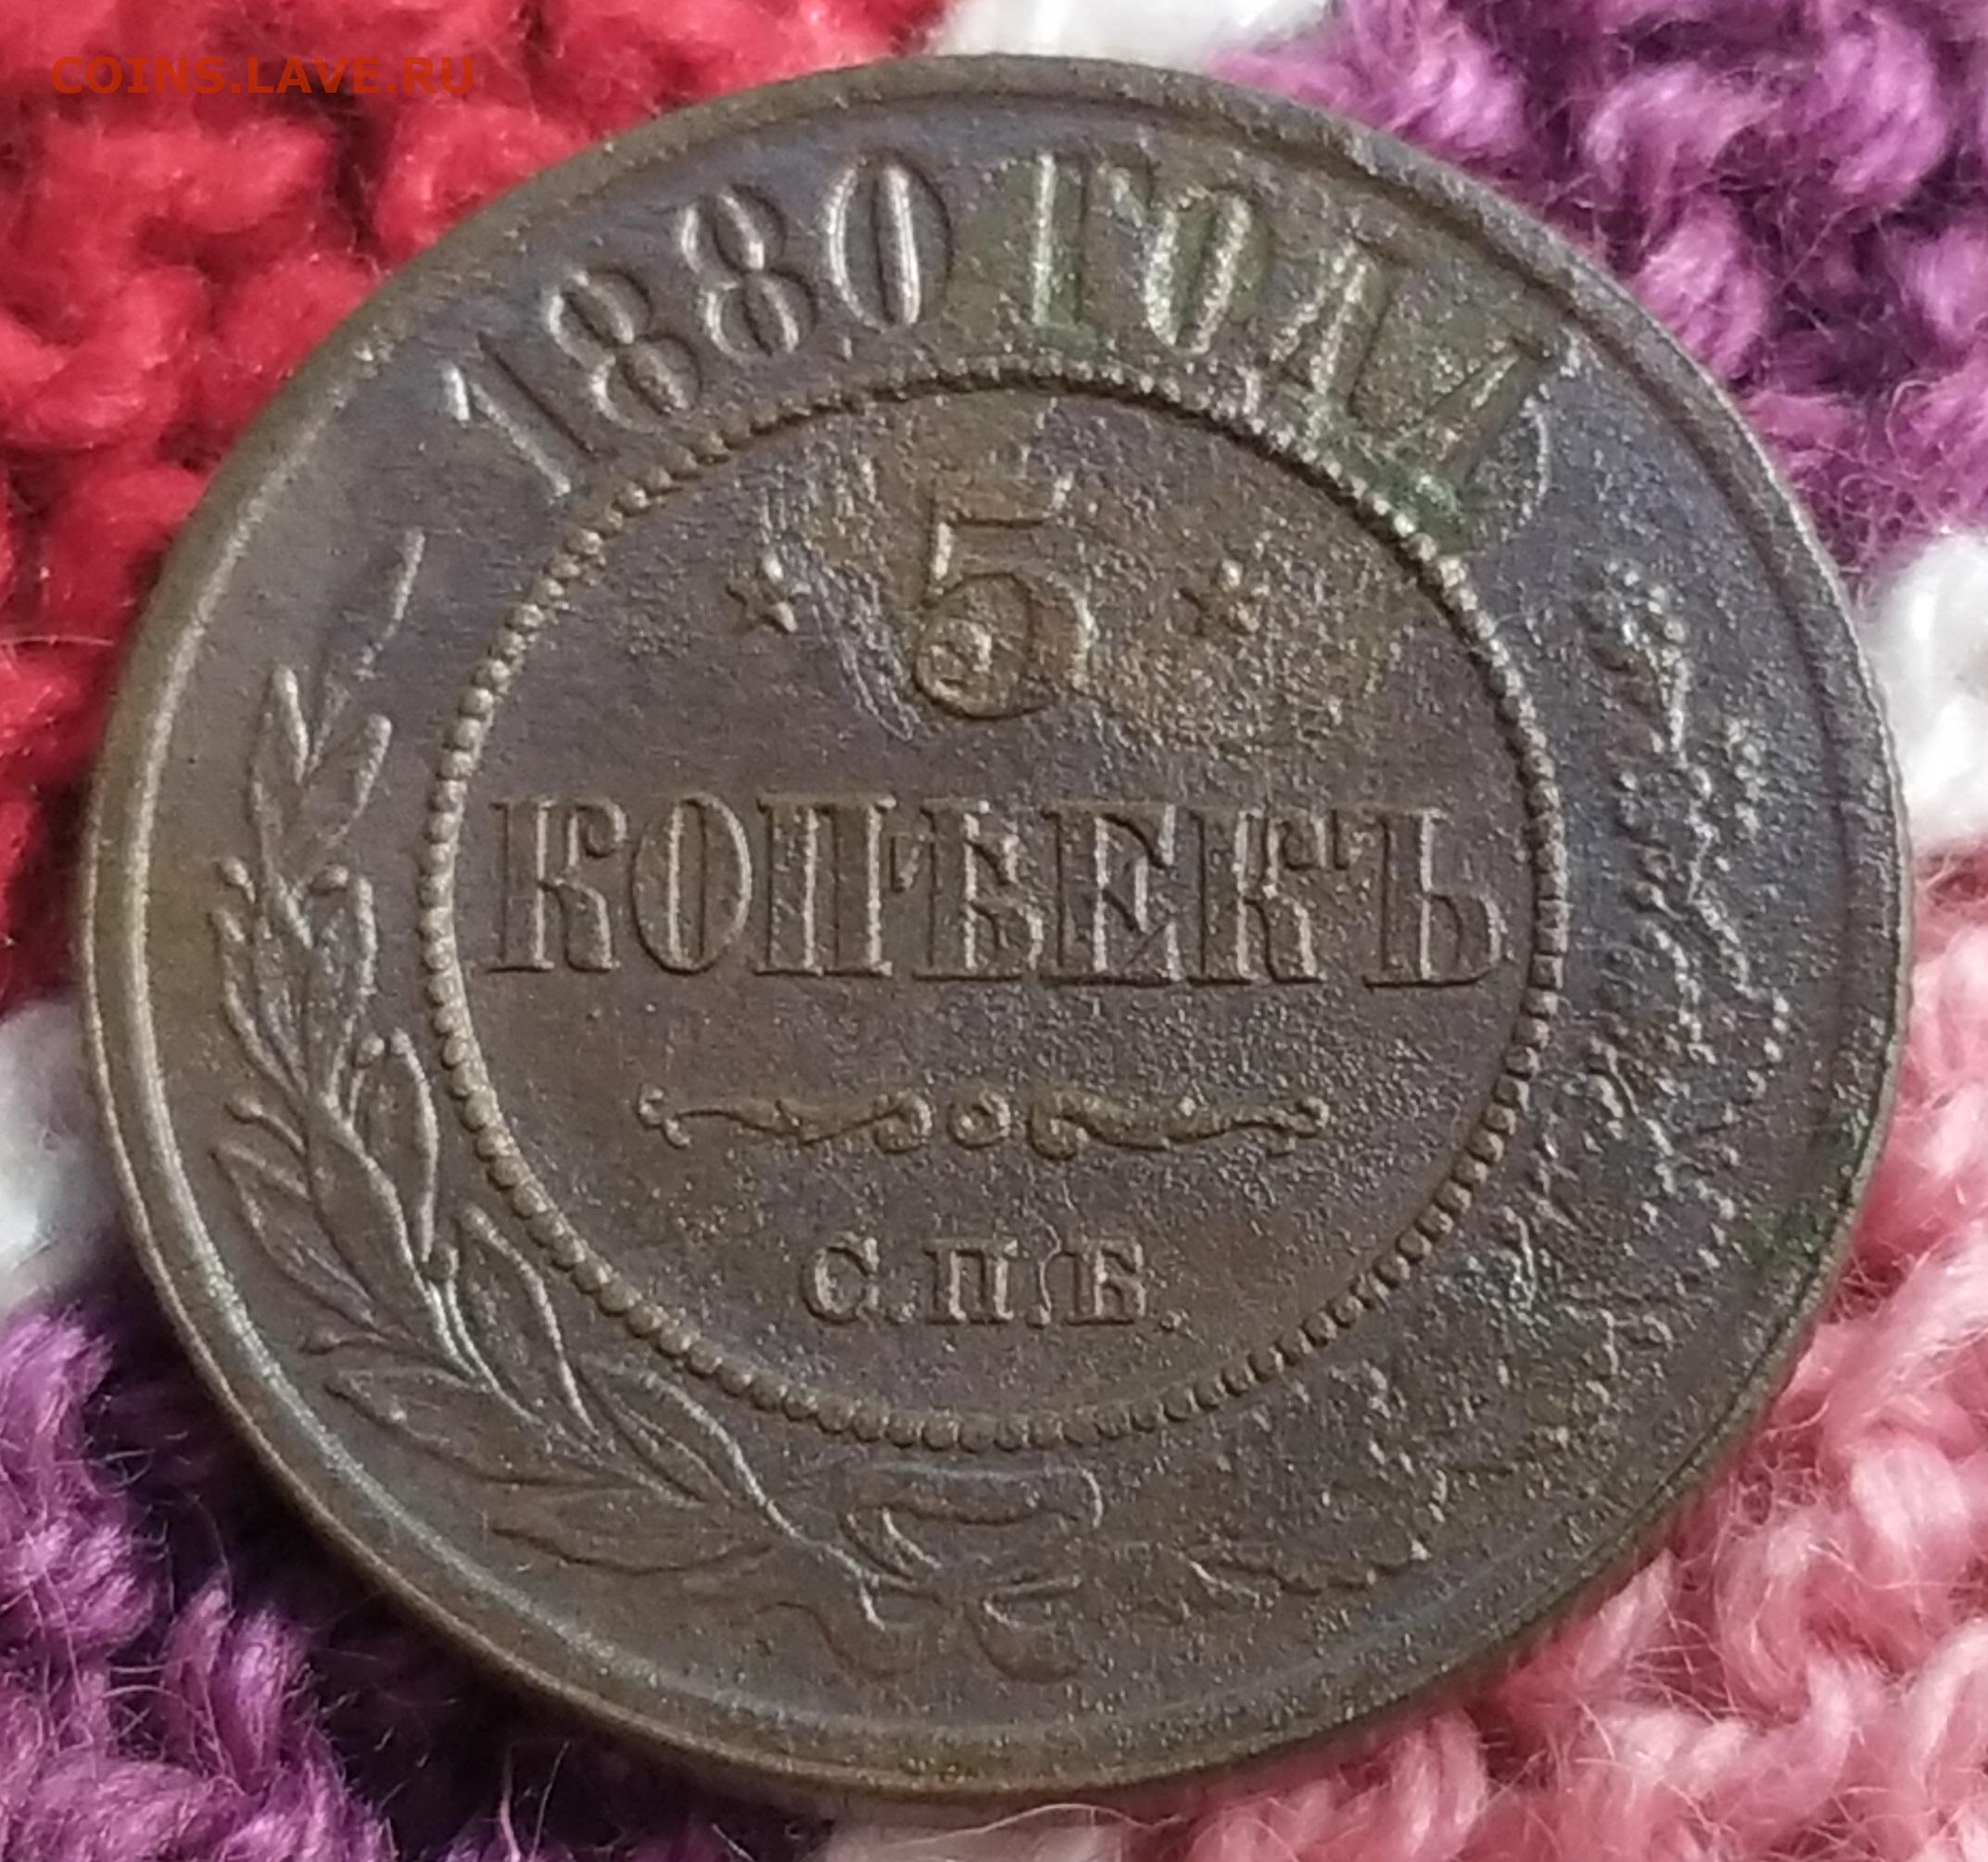 COINS.LAVE.RU
1880 ГОДА
5
КОПѢЕКЪ
С.П.Б.